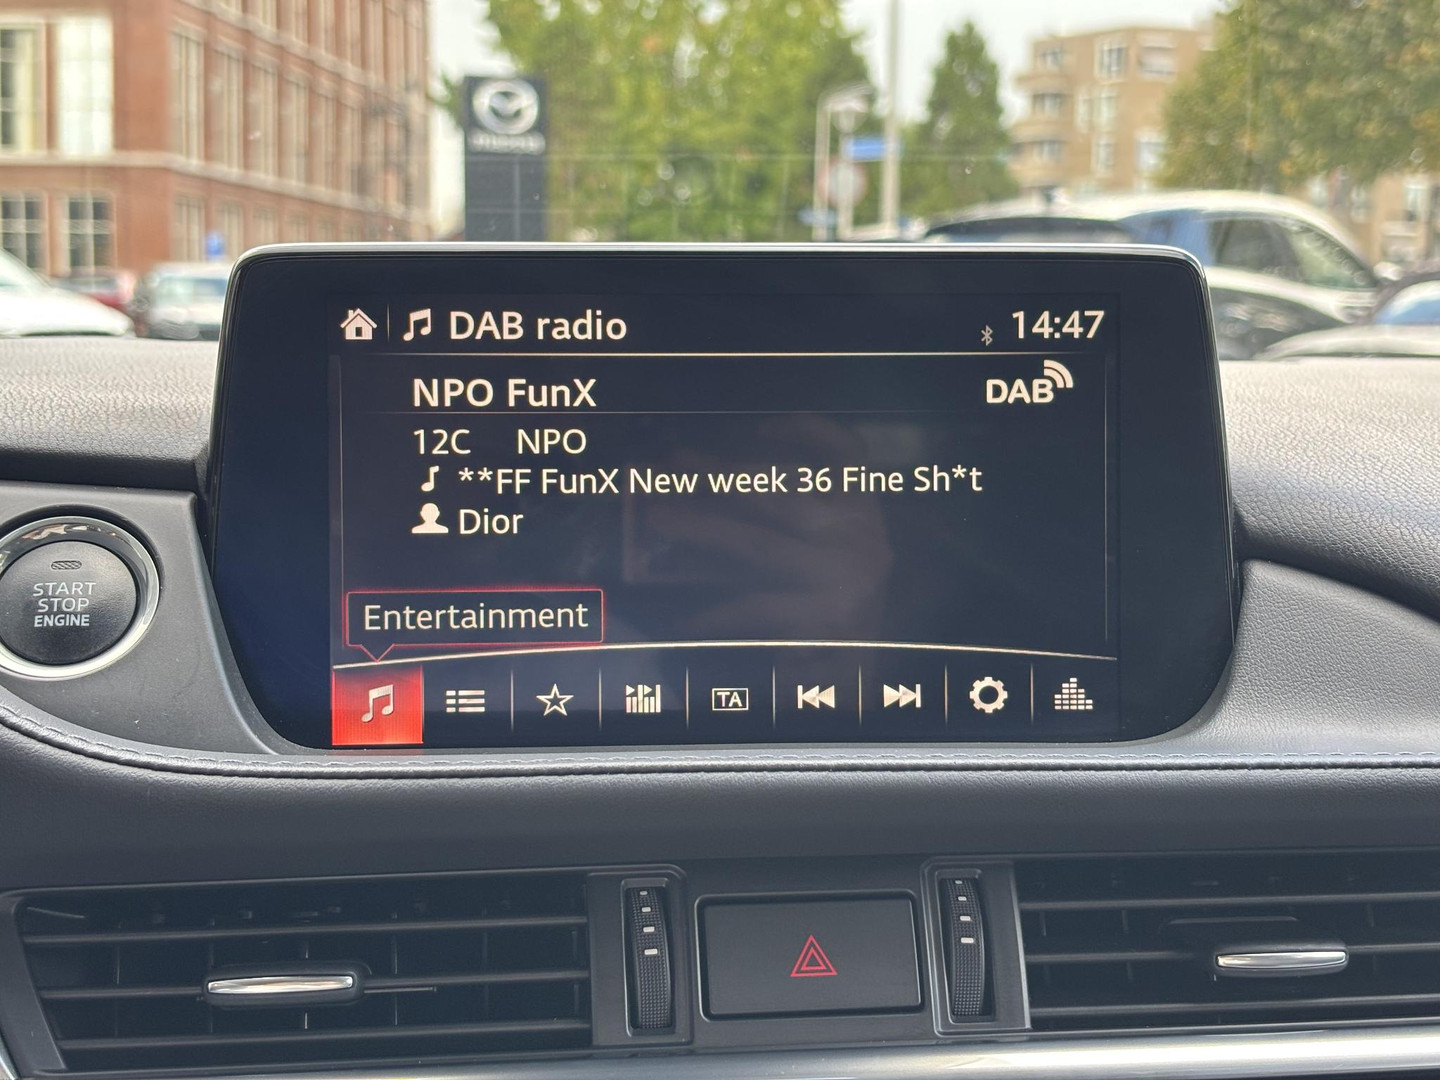 DAB radio 14:47
NPO FunX DAB
12C NPO
**FF FunX New week 36 Fine Sh*t
Dior
Entertainment
TA
START
STOP
ENGINE